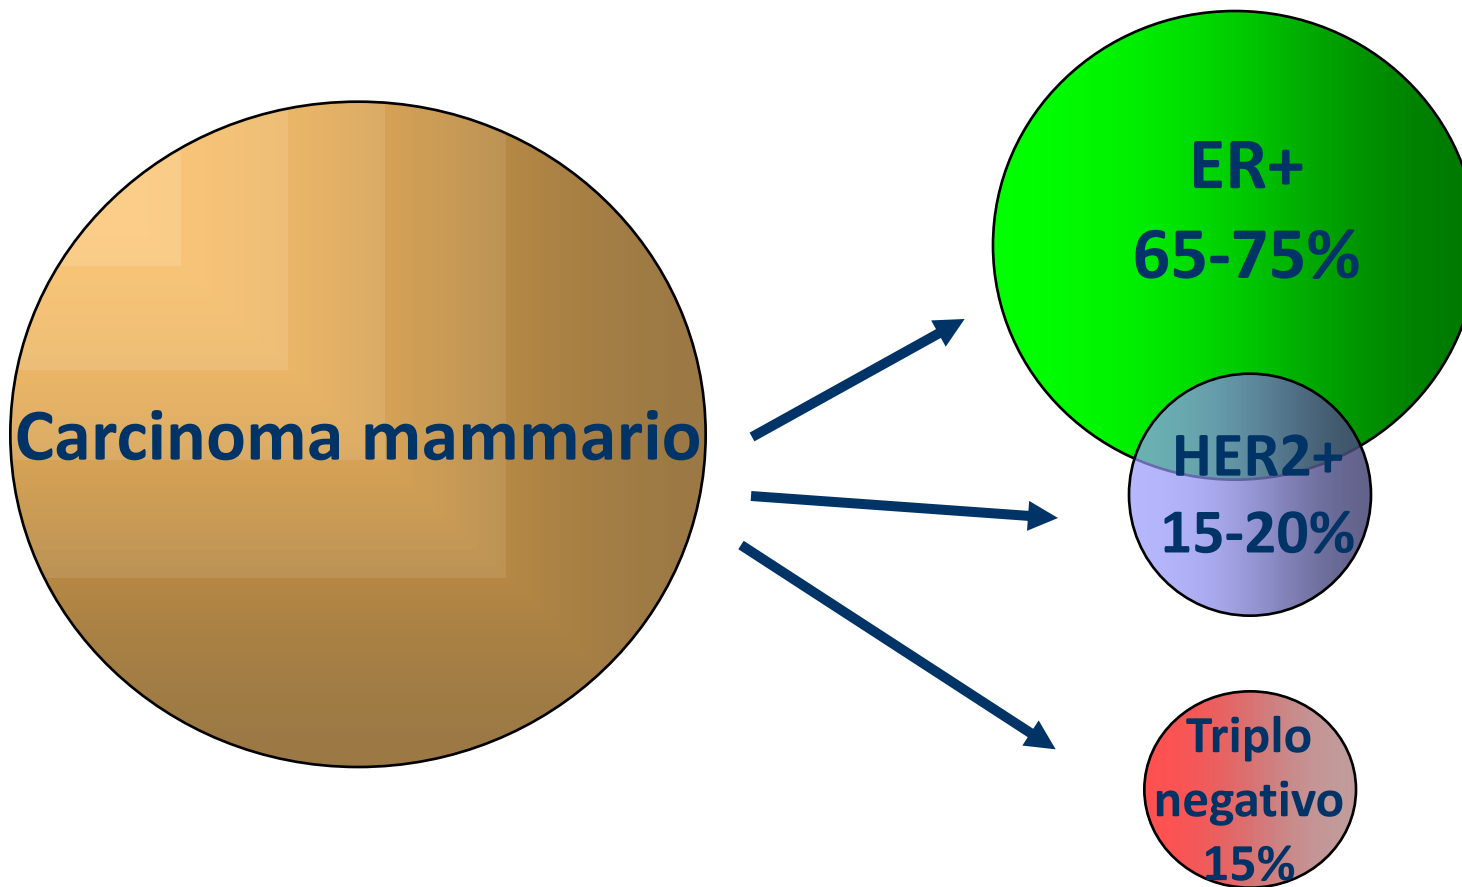 Carcinoma mammario
ER+
65-75%
HER2+
15-20%
Triplo
negativo
15%